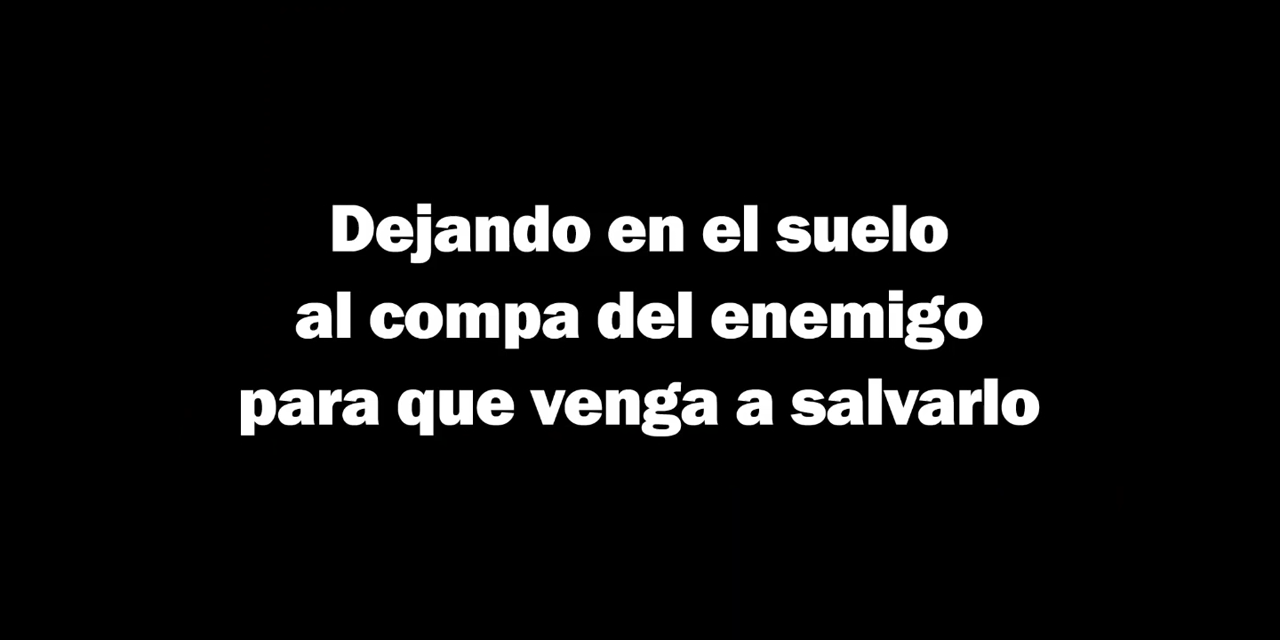 Dejando en el suelo
al compa del enemigo
para que venga a salvarlo